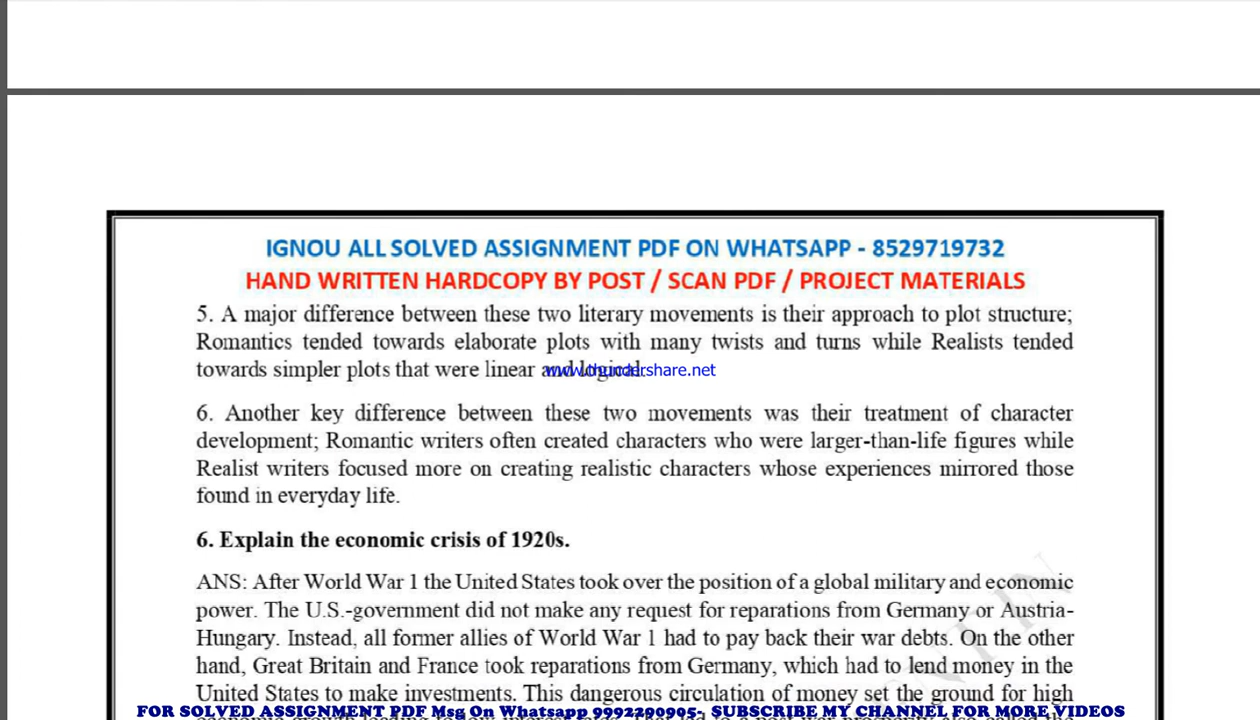 IGNOU ALL SOLVED ASSIGNMENT PDF ON WHATSAPP - 8529719732
HAND WRITTEN HARDCOPY BY POST / SCAN PDF / PROJECT MATERIALS
5. A major difference between these two literary movements is their approach to plot structure;
Romantics tended towards elaborate plots with many twists and turns while Realists tended
towards simpler plots that were linear and logical.
www.thundershare.net
6. Another key difference between these two movements was their treatment of character
development; Romantic writers often created characters who were larger-than-life figures while
Realist writers focused more on creating realistic characters whose experiences mirrored those
found in everyday life.
6. Explain the economic crisis of 1920s.
ANS: After World War 1 the United States took over the position of a global military and economic
power. The U.S.-government did not make any request for reparations from Germany or Austria-
Hungary. Instead, all former allies of World War 1 had to pay back their war debts. On the other
hand, Great Britain and France took reparations from Germany, which had to lend money in the
United States to make investments. This dangerous circulation of money set the ground for high
FOR SOLVED ASSIGNMENT PDF Msg On Whatsapp 9992290995-, SUBSCRIBE MY CHANNEL FOR MORE VIDEOS